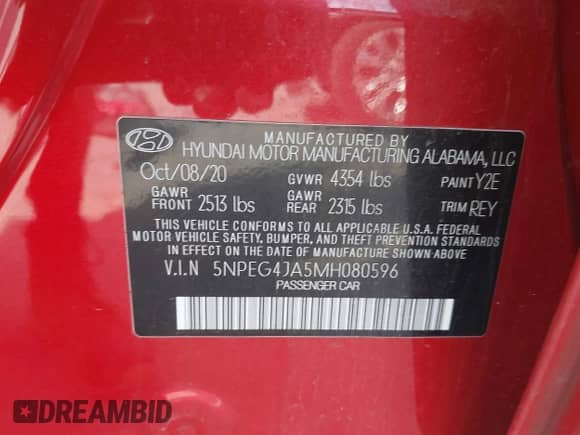 MANUFACTURED BY
HYUNDAI MOTOR MANUFACTURING ALABAMA, LLC
Oct/08/20 GVWR 4354 lbs PAINT Y2E
GAWR FRONT 2513 lbs GAWR REAR 2315 lbs TRIM REY
THIS VEHICLE CONFORMS TO ALL APPLICABLE U.S.A. FEDERAL
MOTOR VEHICLE SAFETY, BUMPER, AND THEFT PREVENTION STANDARDS
IN EFFECT ON THE DATE OF MANUFACTURE SHOWN ABOVE.
V.I.N 5NPEG4JA5MH080596
PASSENGER CAR
DREAMBID